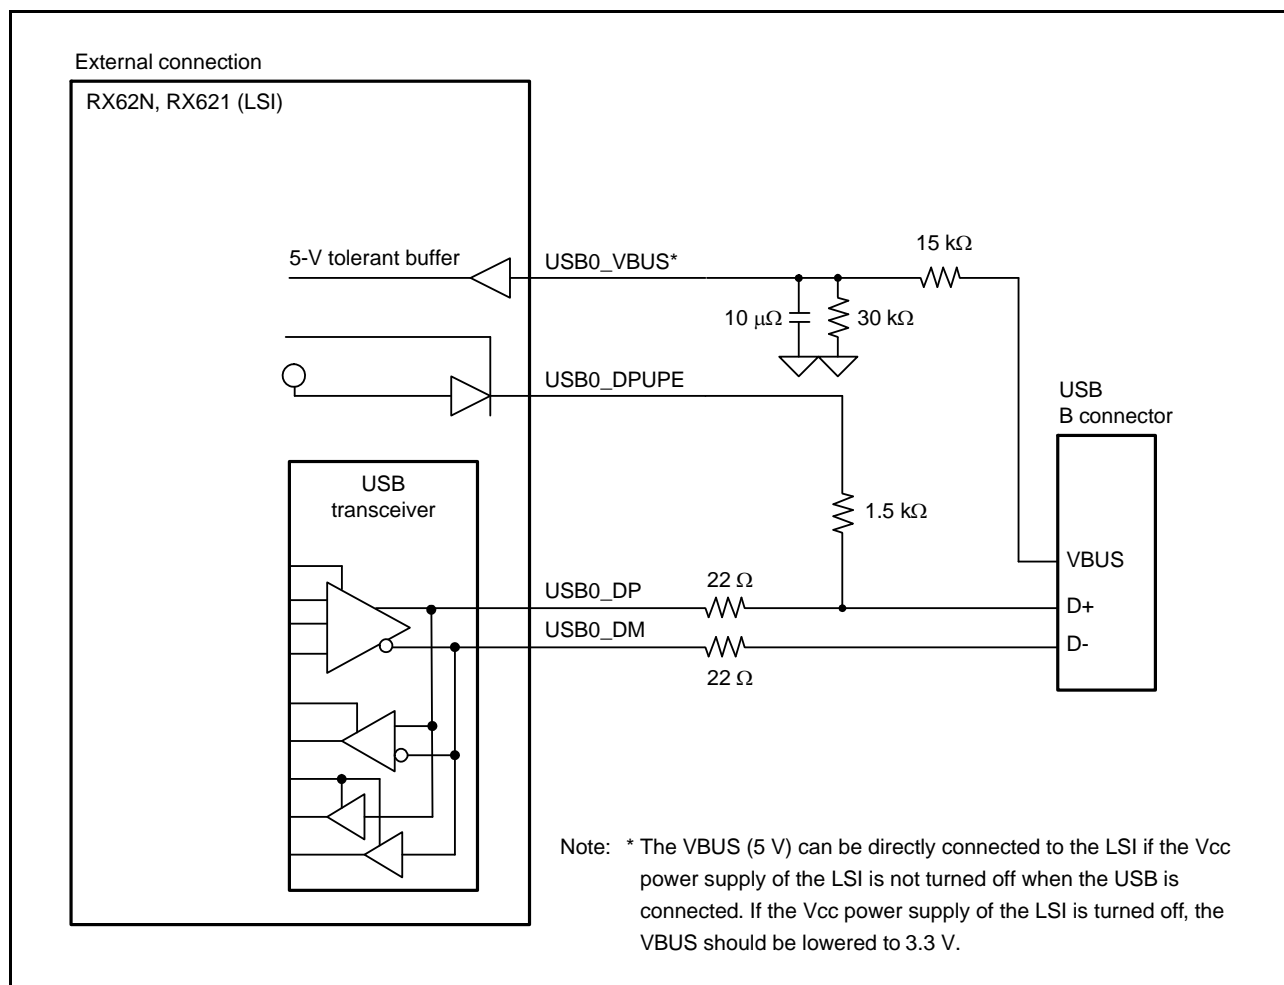 External connection
RX62N, RX621 (LSI)
5-V tolerant buffer
USB0_VBUS*
15 kΩ
10 μΩ
30 kΩ
USB0_DPUPE
USB
B connector
USB
transceiver
1.5 kΩ
VBUS
USB0_DP
22 Ω
D+
USB0_DM
22 Ω
D-
Note: * The VBUS (5 V) can be directly connected to the LSI if the Vcc
power supply of the LSI is not turned off when the USB is
connected. If the Vcc power supply of the LSI is turned off, the
VBUS should be lowered to 3.3 V.